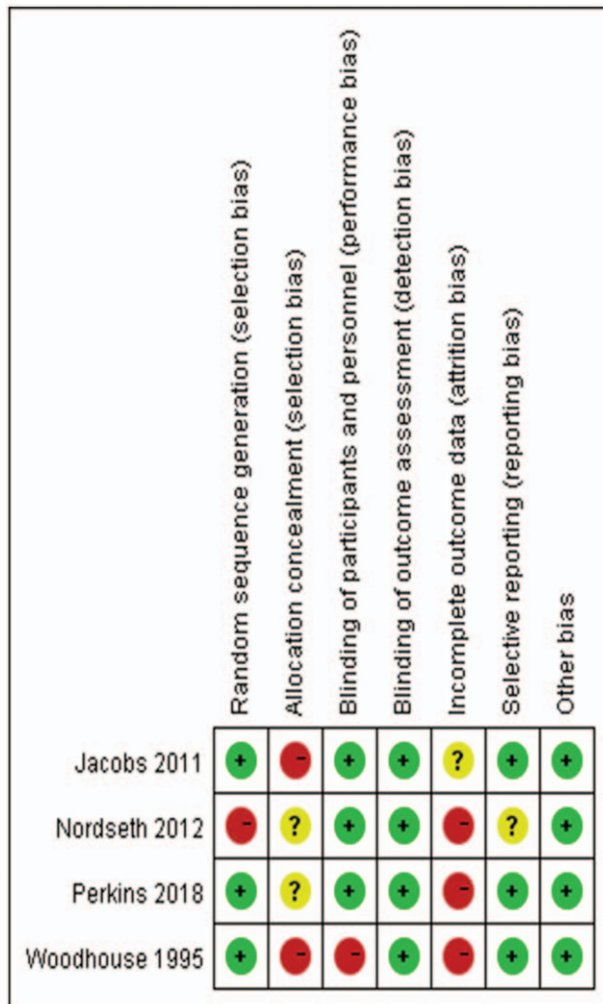 Random sequence generation (selection bias)
Allocation concealment (selection bias)
Blinding of participants and personnel (performance bias)
Blinding of outcome assessment (detection bias)
Incomplete outcome data (attrition bias)
Selective reporting (reporting bias)
Other bias
Jacobs 2011 + - + + ? + +
Nordseth 2012 - ? + + - ? +
Perkins 2018 + ? + + - + +
Woodhouse 1995 + - - + - + +